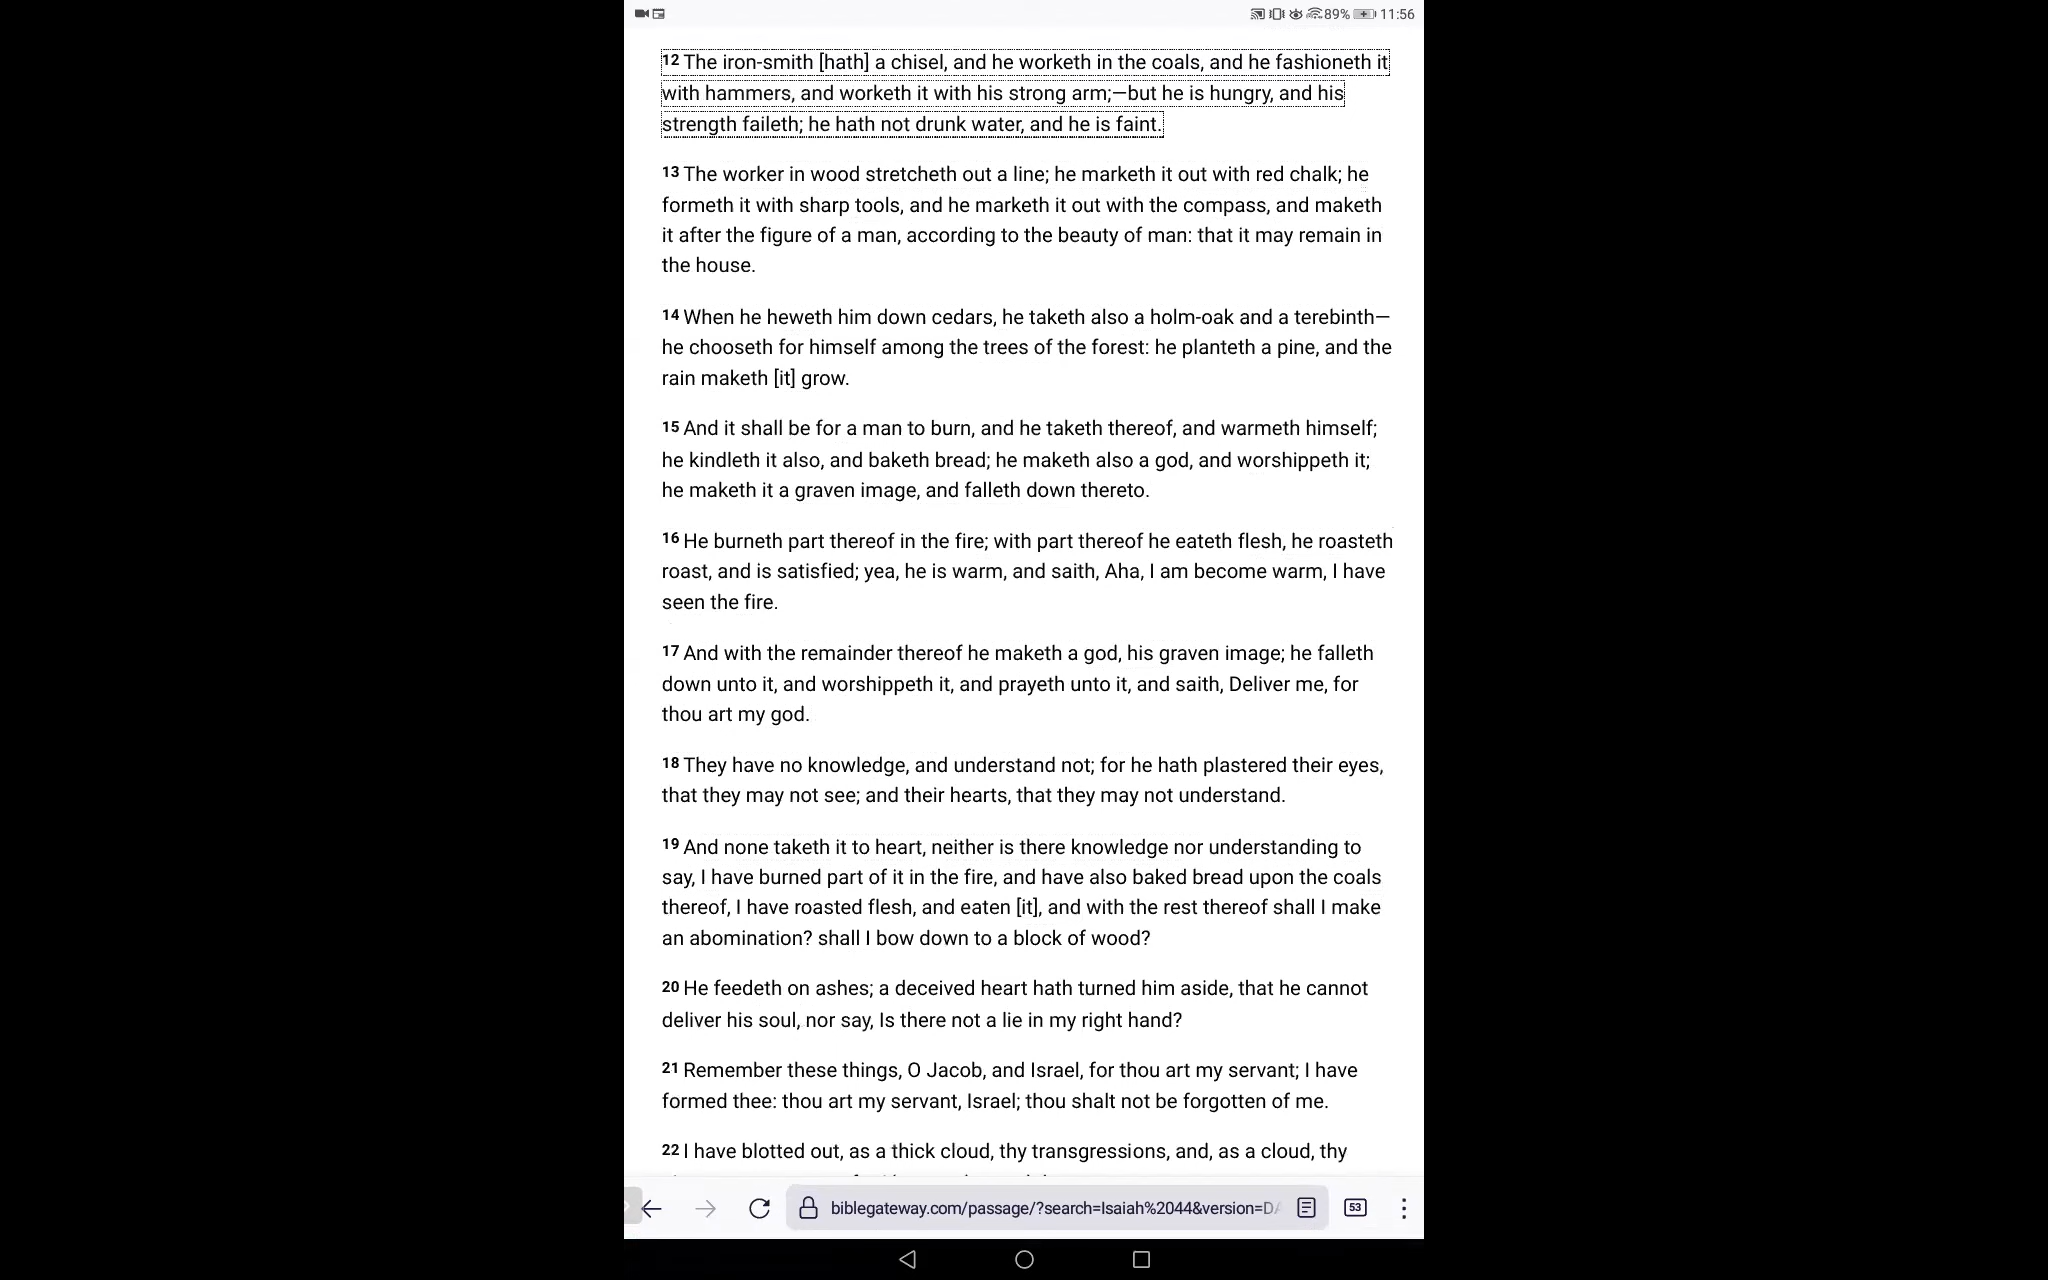 89% 11:56
12 The iron-smith [hath] a chisel, and he worketh in the coals, and he fashioneth it
with hammers, and worketh it with his strong arm;—but he is hungry, and his
strength faileth; he hath not drunk water, and he is faint.
13 The worker in wood stretcheth out a line; he marketh it out with red chalk; he
formeth it with sharp tools, and he marketh it out with the compass, and maketh
it after the figure of a man, according to the beauty of man: that it may remain in
the house.
14 When he heweth him down cedars, he taketh also a holm-oak and a terebinth—
he chooseth for himself among the trees of the forest: he planteth a pine, and the
rain maketh [it] grow.
15 And it shall be for a man to burn, and he taketh thereof, and warmeth himself;
he kindleth it also, and baketh bread; he maketh also a god, and worshippeth it;
he maketh it a graven image, and falleth down thereto.
16 He burneth part thereof in the fire; with part thereof he eateth flesh, he roasteth
roast, and is satisfied; yea, he is warm, and saith, Aha, I am become warm, I have
seen the fire.
17 And with the remainder thereof he maketh a god, his graven image; he falleth
down unto it, and worshippeth it, and prayeth unto it, and saith, Deliver me, for
thou art my god.
18 They have no knowledge, and understand not; for he hath plastered their eyes,
that they may not see; and their hearts, that they may not understand.
19 And none taketh it to heart, neither is there knowledge nor understanding to
say, I have burned part of it in the fire, and have also baked bread upon the coals
thereof, I have roasted flesh, and eaten [it], and with the rest thereof shall I make
an abomination? shall I bow down to a block of wood?
20 He feedeth on ashes; a deceived heart hath turned him aside, that he cannot
deliver his soul, nor say, Is there not a lie in my right hand?
21 Remember these things, O Jacob, and Israel, for thou art my servant; I have
formed thee: thou art my servant, Israel; thou shalt not be forgotten of me.
22 I have blotted out, as a thick cloud, thy transgressions, and, as a cloud, thy
biblegateway.com/passage/?search=Isaiah%2044&version=DA 53